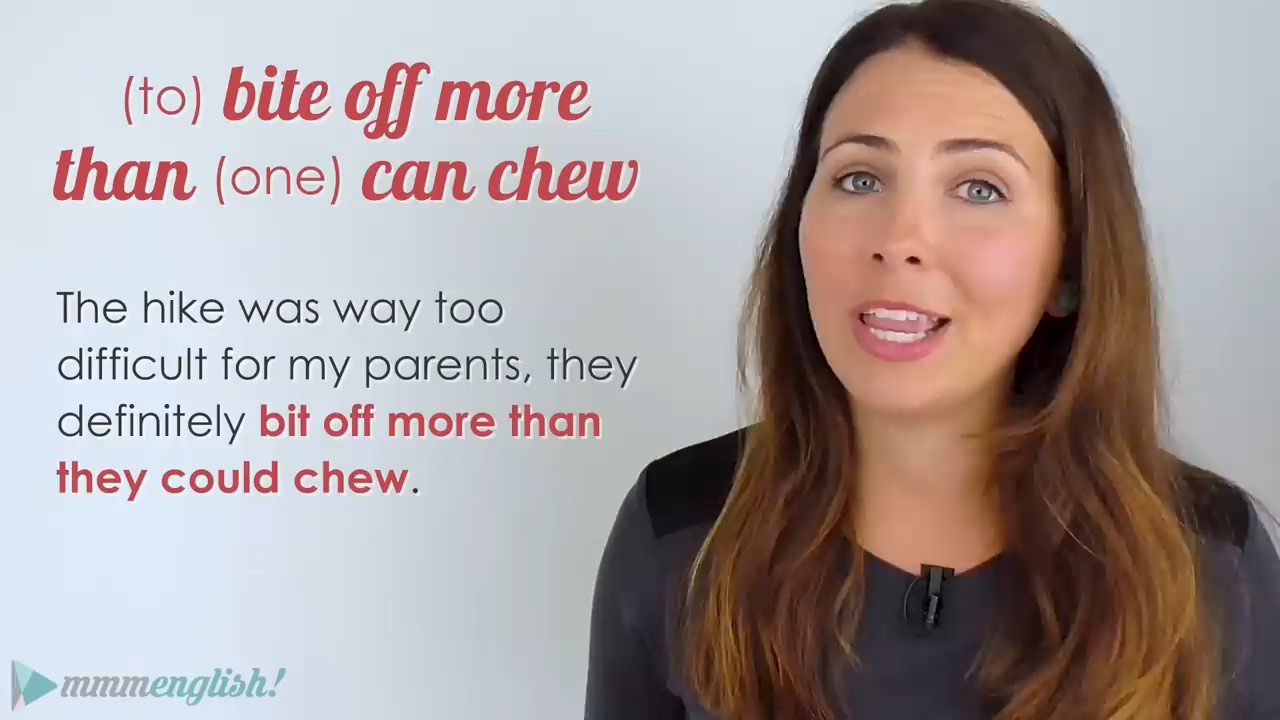 (to) bite off more
than (one) can chew
The hike was way too
difficult for my parents, they
definitely bit off more than
they could chew.
mmmenglish!